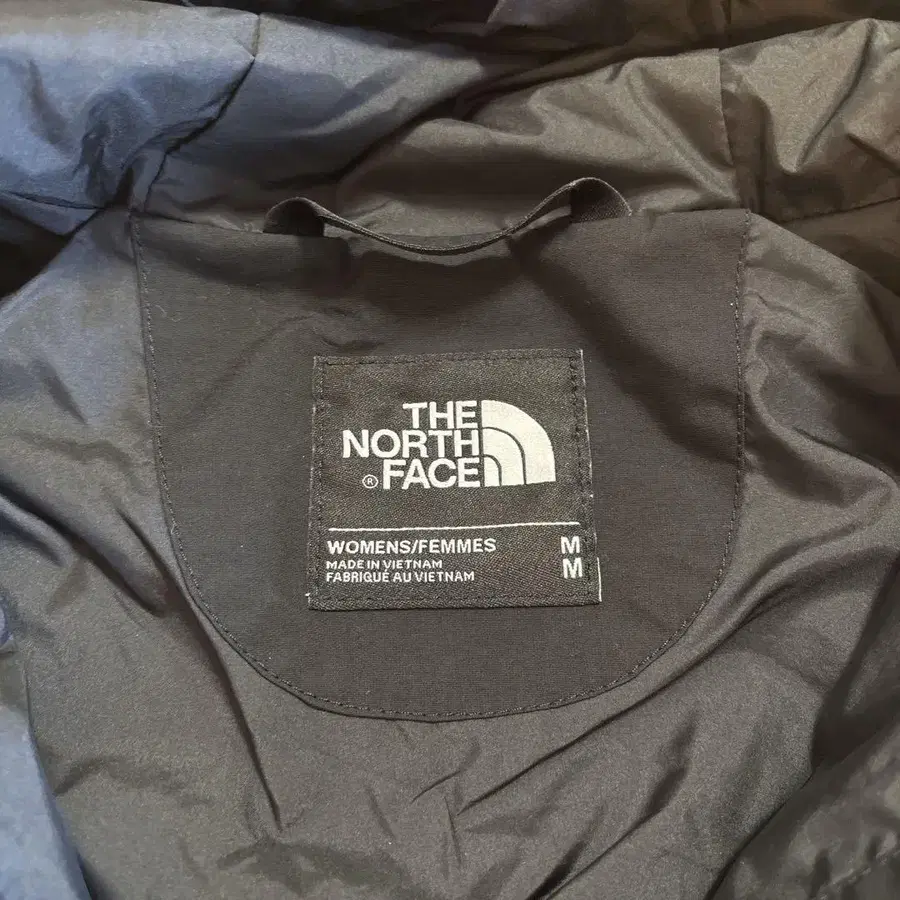 THE
NORTH
® FACE
WOMENS/FEMMES M
MADE IN VIETNAM
FABRIQUÉ AU VIETNAM M